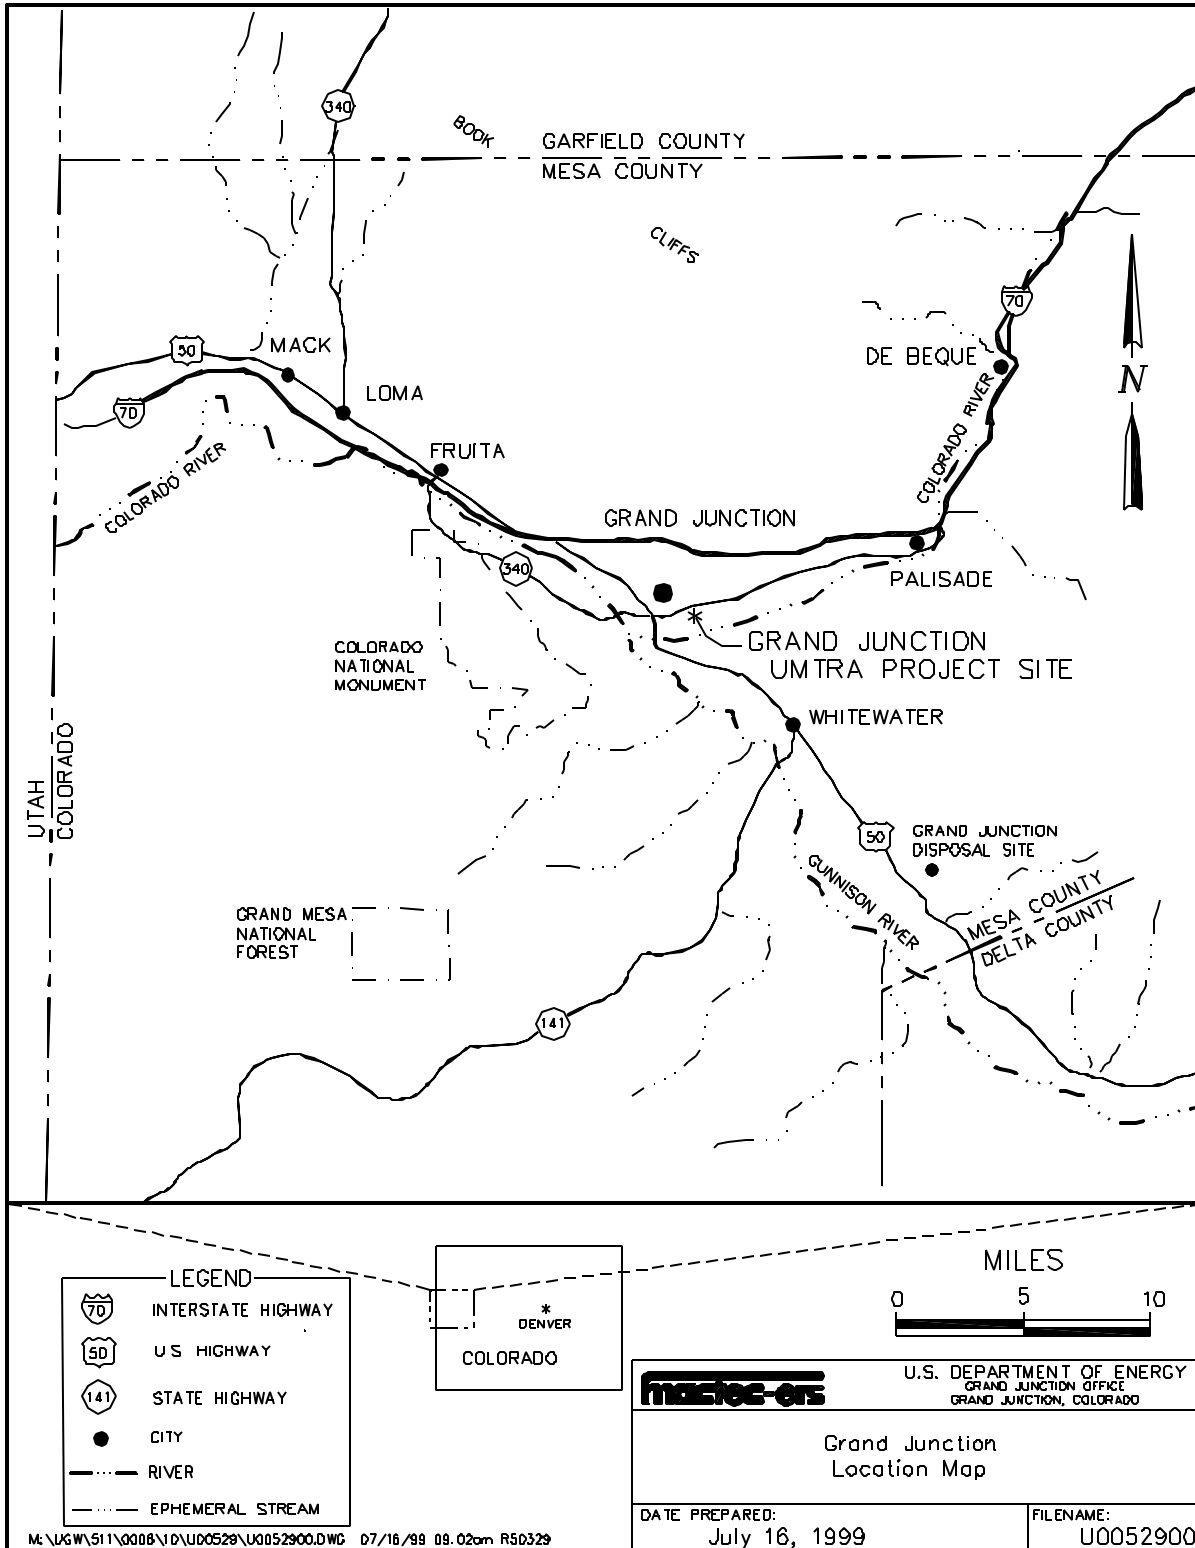 340
BOOK
GARFIELD COUNTY
MESA COUNTY
CLIFFS
70
50
MACK
DE BEQUE
N
LOMA
70
COLORADO RIVER
FRUITA
COLORADO RIVER
GRAND JUNCTION
340
PALISADE
COLORADO
NATIONAL
MONUMENT
GRAND JUNCTION
UMTRA PROJECT SITE
WHITEWATER
UTAH
COLORADO
50
GRAND JUNCTION
DISPOSAL SITE
GUNNISON RIVER
MESA COUNTY
DELTA COUNTY
GRAND MESA
NATIONAL
FOREST
141
MILES
0 5 10
LEGEND
70 INTERSTATE HIGHWAY
50 US HIGHWAY
141 STATE HIGHWAY
CITY
RIVER
EPHEMERAL STREAM
DENVER
COLORADO
mactec-ers
U.S. DEPARTMENT OF ENERGY
GRAND JUNCTION OFFICE
GRAND JUNCTION, COLORADO
Grand Junction
Location Map
DATE PREPARED:
July 16, 1999
FILENAME:
U0052900
M:\UGW\511\0006\10\U00529\U0052900.DWG 07/16/99 09:02am R50329